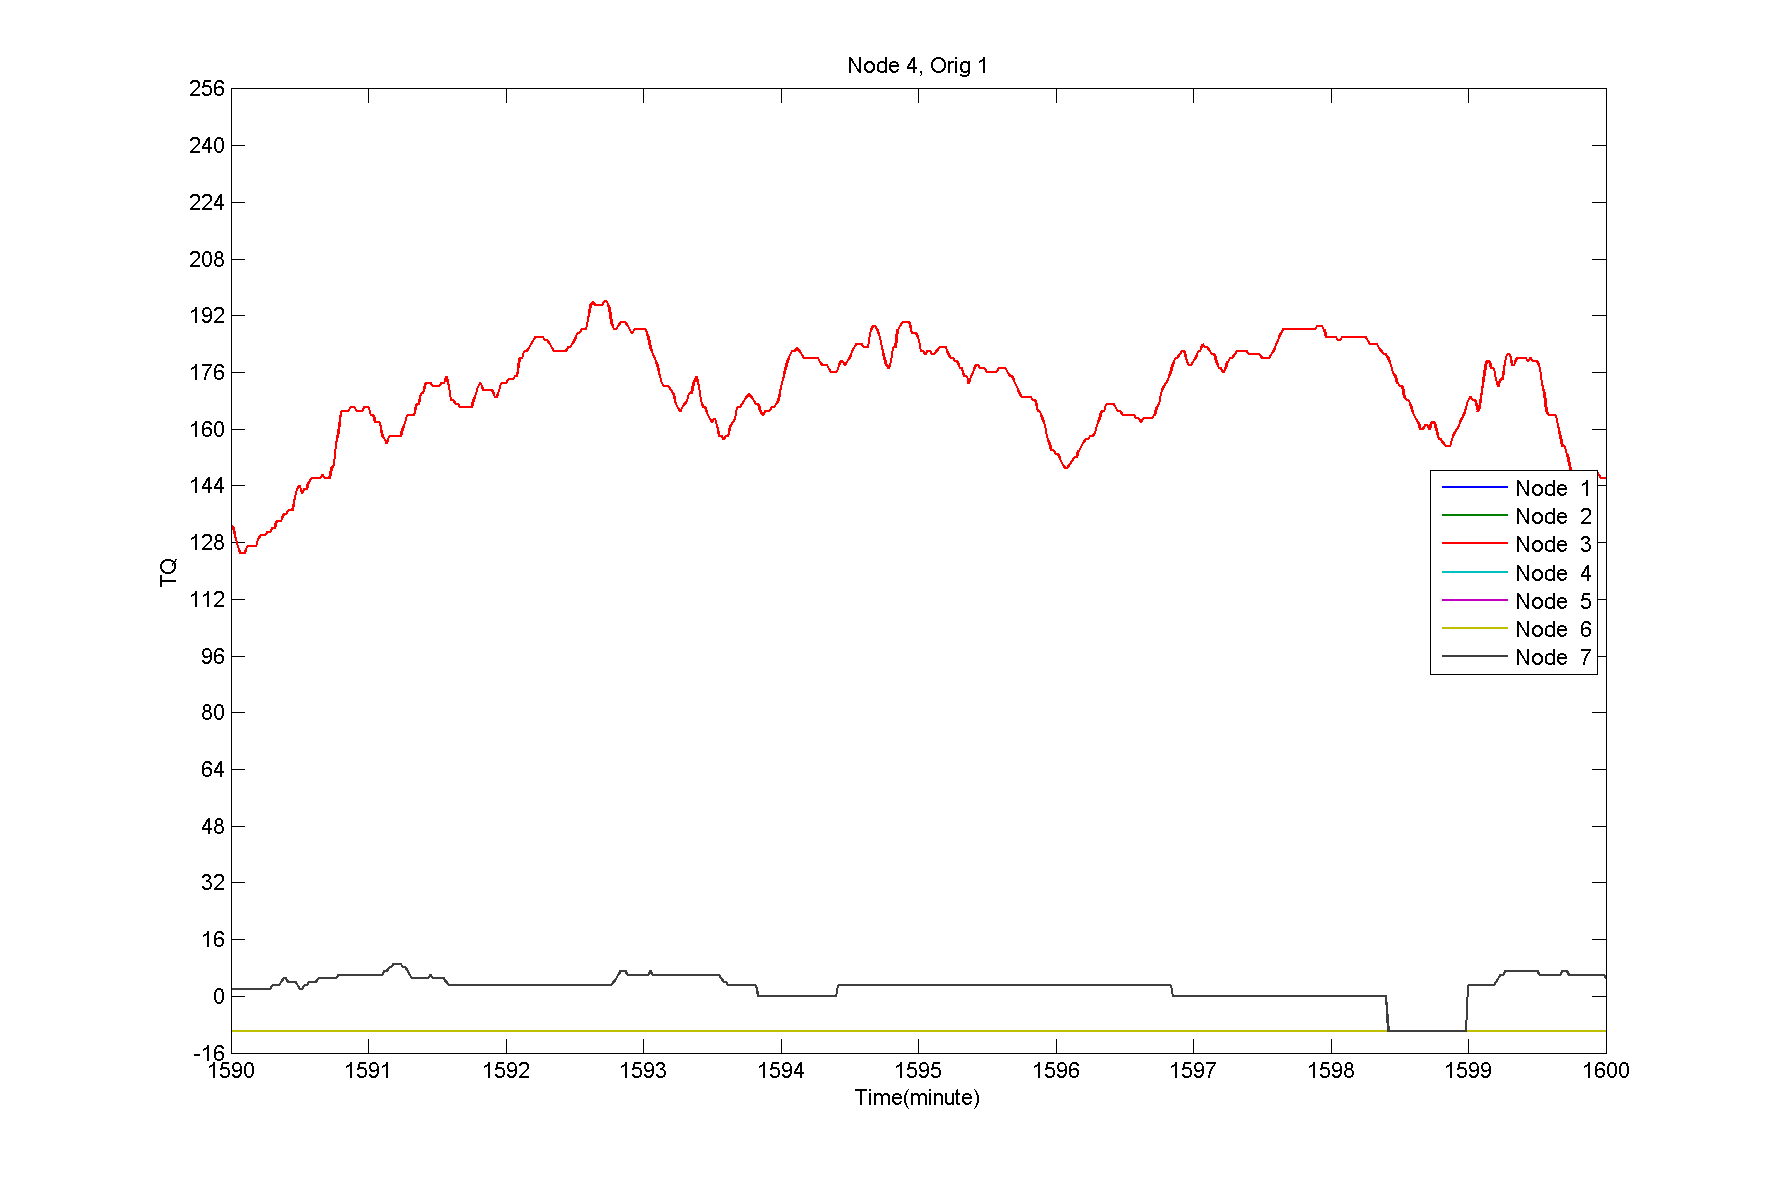 Node 4, Orig 1
256
240
224
208
192
176
160
144
128
112
96
80
64
48
32
16
0
-16
TQ
Node 1
Node 2
Node 3
Node 4
Node 5
Node 6
Node 7
1590 1591 1592 1593 1594 1595 1596 1597 1598 1599 1600
Time(minute)